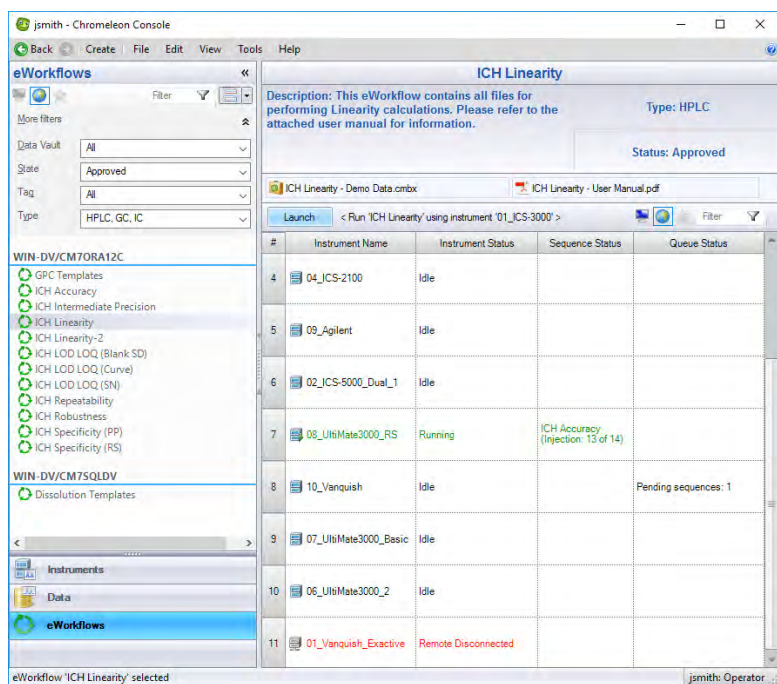 jsmith - Chromeleon Console
Back Create File Edit View Tools Help
eWorkflows «
Filter
More filters
Data Vault All
State Approved
Tag All
Type HPLC, GC, IC
WIN-DV/CM7ORA12C
GPC Templates
ICH Accuracy
ICH Intermediate Precision
ICH Linearity
ICH Linearity-2
ICH LOD LOQ (Blank SD)
ICH LOD LOQ (Curve)
ICH LOD LOQ (SN)
ICH Repeatability
ICH Robustness
ICH Specificity (PP)
ICH Specificity (RS)
WIN-DV/CM7SQLDV
Dissolution Templates
Instruments
Data
eWorkflows
ICH Linearity
Description: This eWorkflow contains all files for
performing Linearity calculations. Please refer to the
attached user manual for information.
Type: HPLC
Status: Approved
ICH Linearity - Demo Data.cmbx ICH Linearity - User Manual.pdf
Launch < Run 'ICH Linearity' using instrument '01_ICS-3000' > Filter
# Instrument Name Instrument Status Sequence Status Queue Status
4 04_ICS-2100 Idle
5 09_Agilent Idle
6 02_ICS-5000_Dual_1 Idle
7 08_UltiMate3000_RS Running ICH Accuracy
(Injection: 13 of 14)
8 10_Vanquish Idle Pending sequences: 1
9 07_UltiMate3000_Basic Idle
10 06_UltiMate3000_2 Idle
11 01_Vanquish_Exactive Remote Disconnected
eWorkflow 'ICH Linearity' selected jsmith: Operator